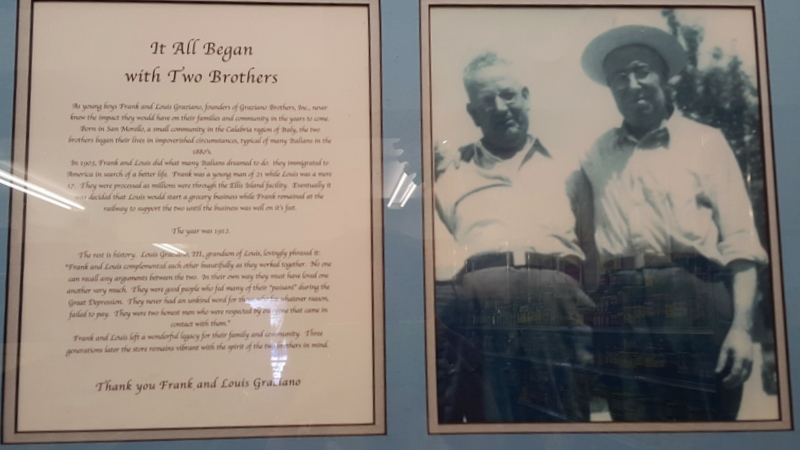 It All Began
with Two Brothers
As young boys Frank and Louis Graziano, founders of Graziano Brothers, Inc., never
knew the impact they would have on their families and community in the years to come.
Born in San Morello, a small community in the Calabria region of Italy, the two
brothers began their lives in impoverished circumstances, typical of many Italians in the
1880's.
In 1905, Frank and Louis did what many Italians dreamed to do: they immigrated to
America in search of a better life. Frank was a young man of 21 while Louis was a mere
17. They were processed as millions were through the Ellis Island facility. Eventually it
was decided that Louis would start a grocery business while Frank remained at the
railway to support the two until the business was well on it's feet.
The year was 1912.
The rest is history. Louis Graziano, III, grandson of Louis, lovingly phrased it:
"Frank and Louis complemented each other beautifully as they worked together. No one
can recall any arguments between the two. In their own way they must have loved one
another very much. They were good people who fed many of their "paisani" during the
Great Depression. They never had an unkind word for whatever reason,
failed to pay. They were two honest men who were respected by everyone that came in
contact with them."
Frank and Louis left a wonderful legacy for their family and community. Three
generations later the store remains vibrant with the spirit of the two brothers in mind.
Thank you Frank and Louis Graziano